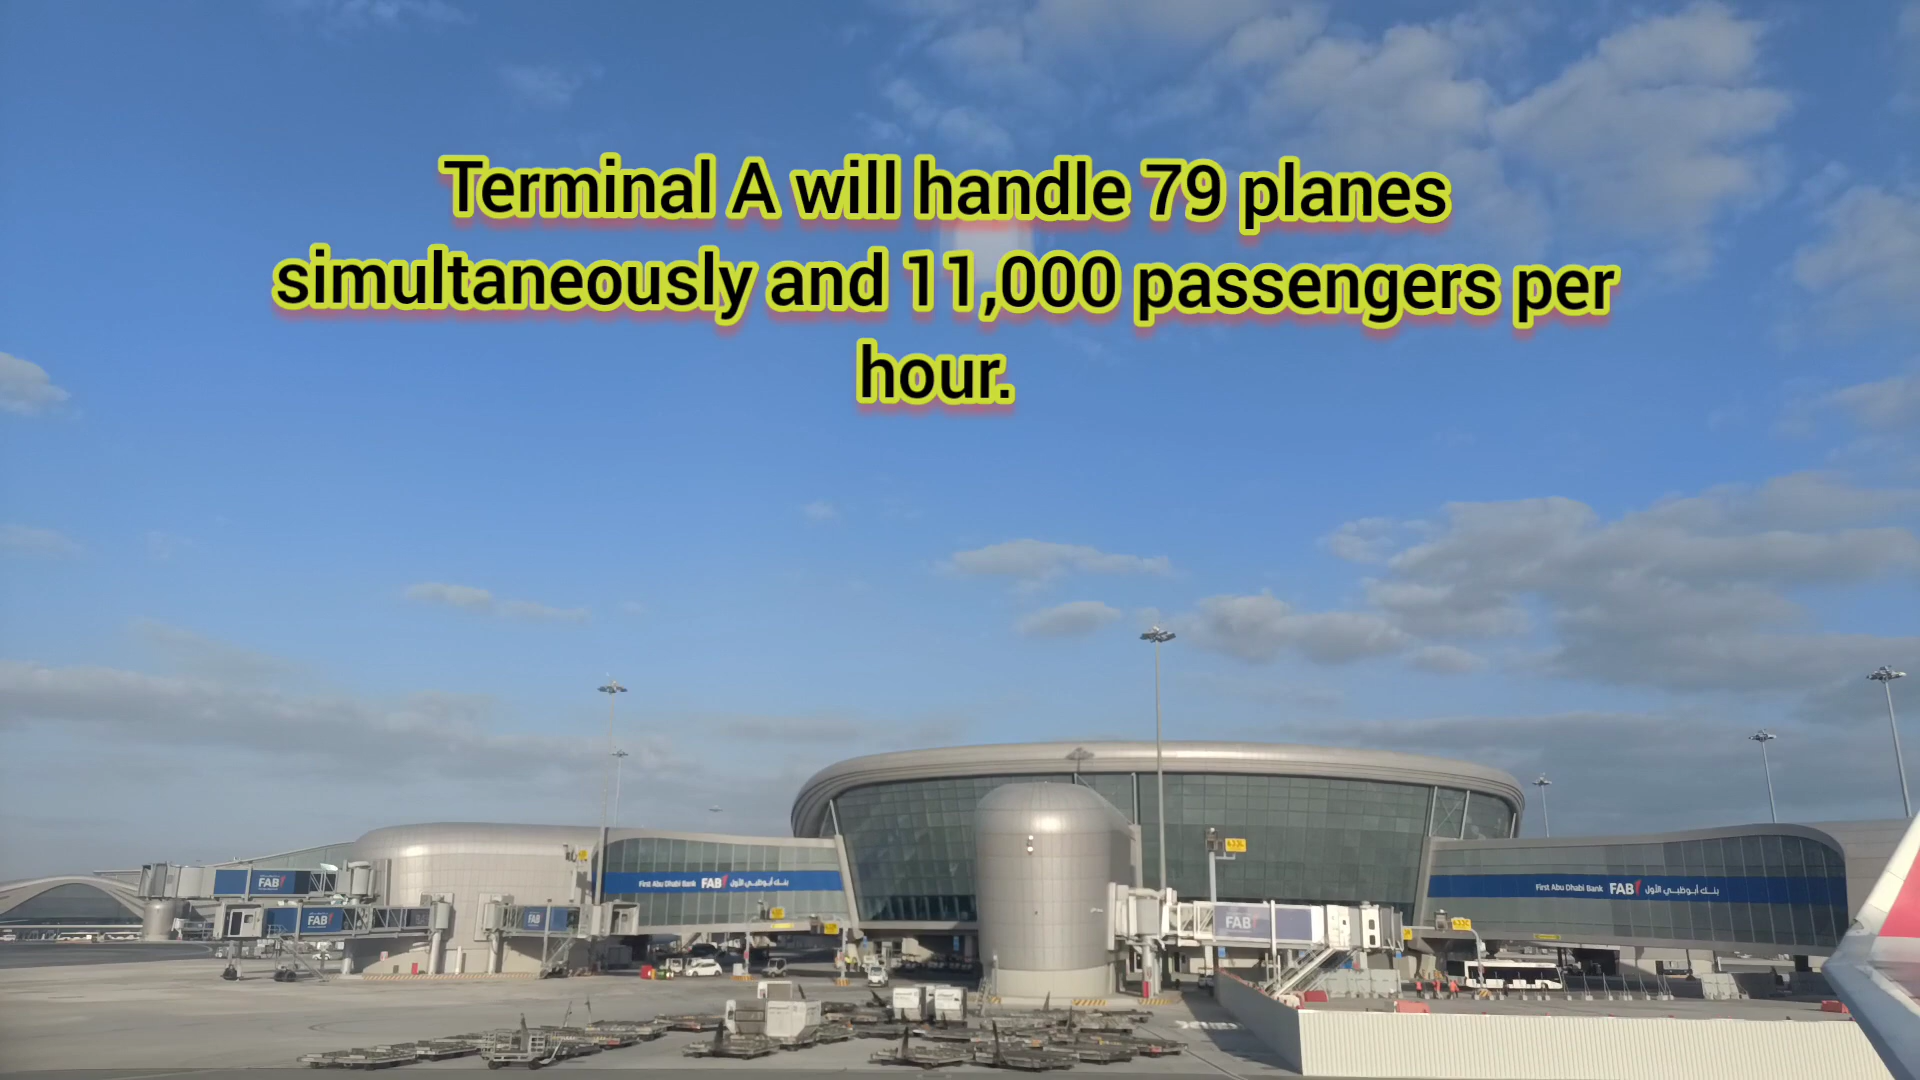 Terminal A will handle 79 planes
simultaneously and 11,000 passengers per
hour.
First Abu Dhabi Bank FAB بنك أبوظبي الأول
First Abu Dhabi Bank FAB بنك أبوظبي الأول
FAB
FAB
FAB
FAB
633C